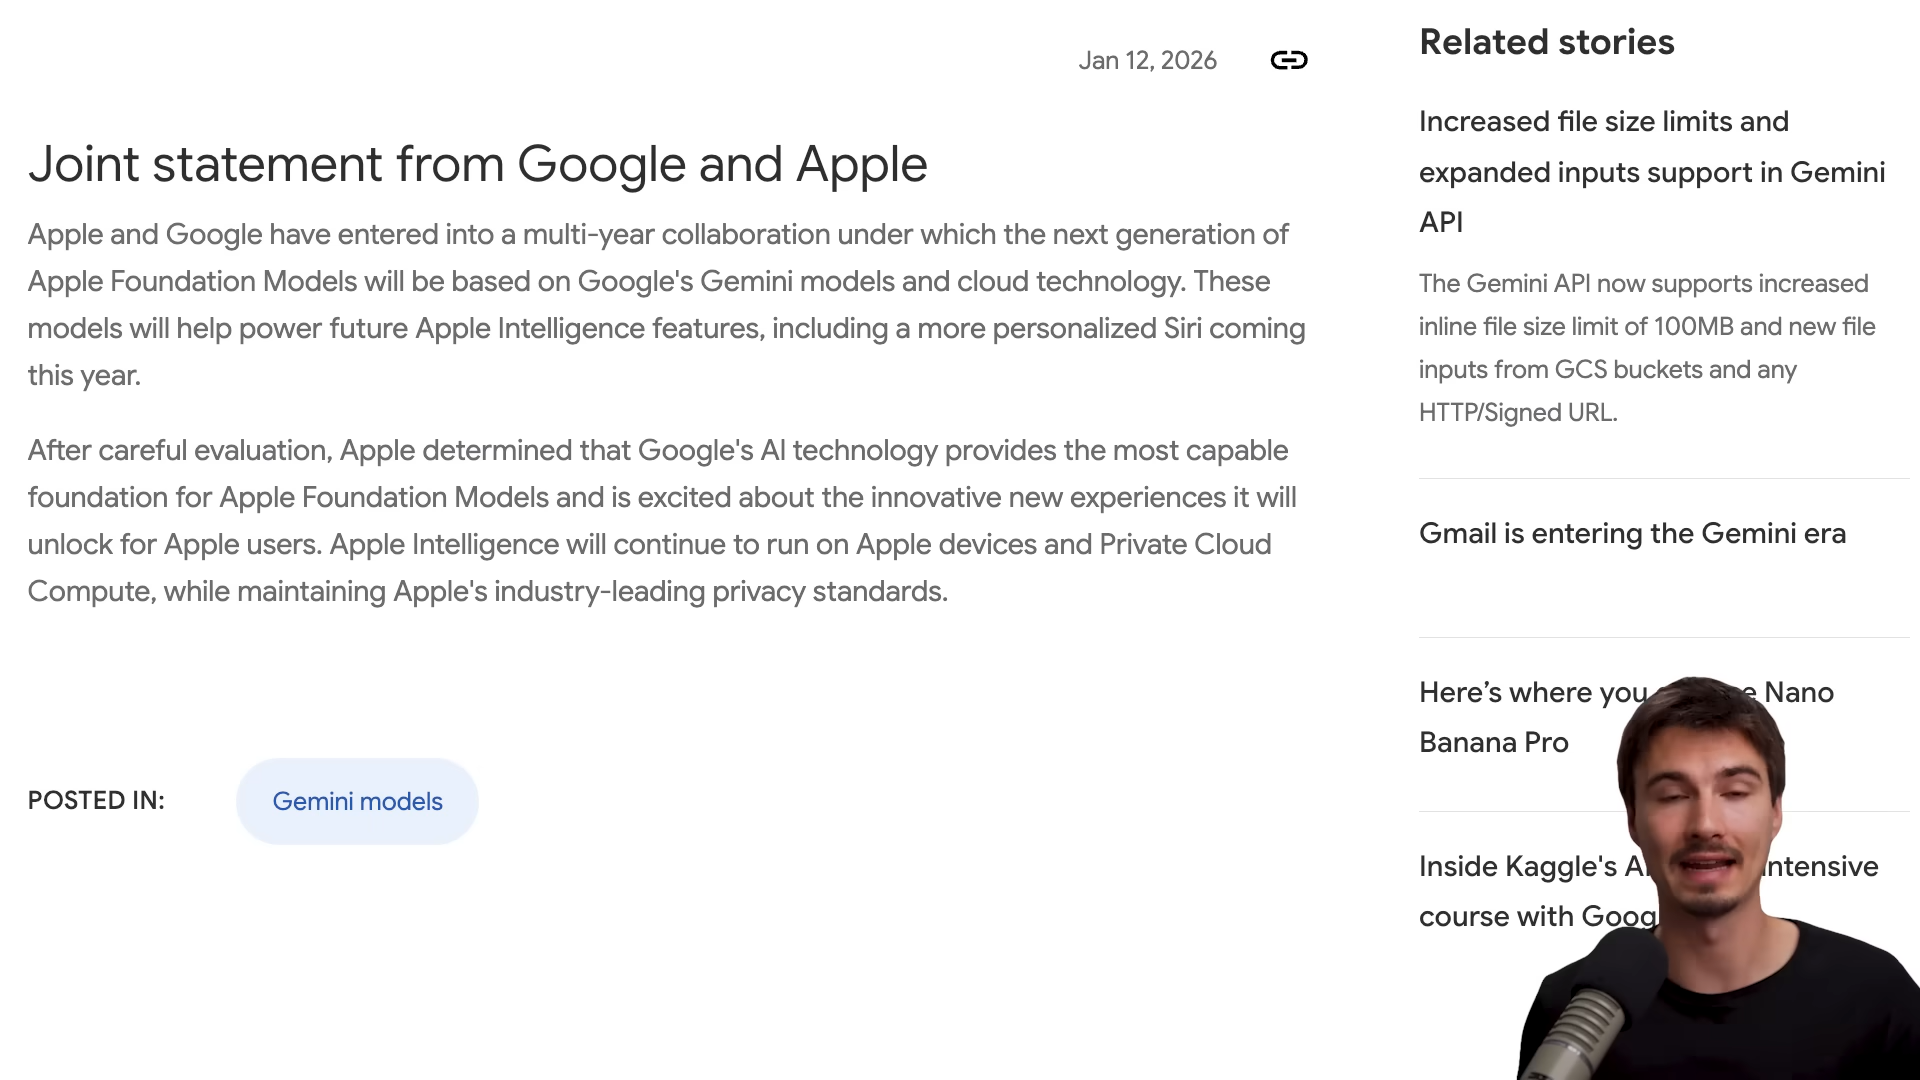 Jan 12, 2026
Joint statement from Google and Apple
Apple and Google have entered into a multi-year collaboration under which the next generation of
Apple Foundation Models will be based on Google's Gemini models and cloud technology. These
models will help power future Apple Intelligence features, including a more personalized Siri coming
this year.
After careful evaluation, Apple determined that Google's AI technology provides the most capable
foundation for Apple Foundation Models and is excited about the innovative new experiences it will
unlock for Apple users. Apple Intelligence will continue to run on Apple devices and Private Cloud
Compute, while maintaining Apple's industry-leading privacy standards.
POSTED IN:
Gemini models
Related stories
Increased file size limits and
expanded inputs support in Gemini
API
The Gemini API now supports increased
inline file size limit of 100MB and new file
inputs from GCS buckets and any
HTTP/Signed URL.
Gmail is entering the Gemini era
Here’s where you Nano
Banana Pro
Inside Kaggle's
course with